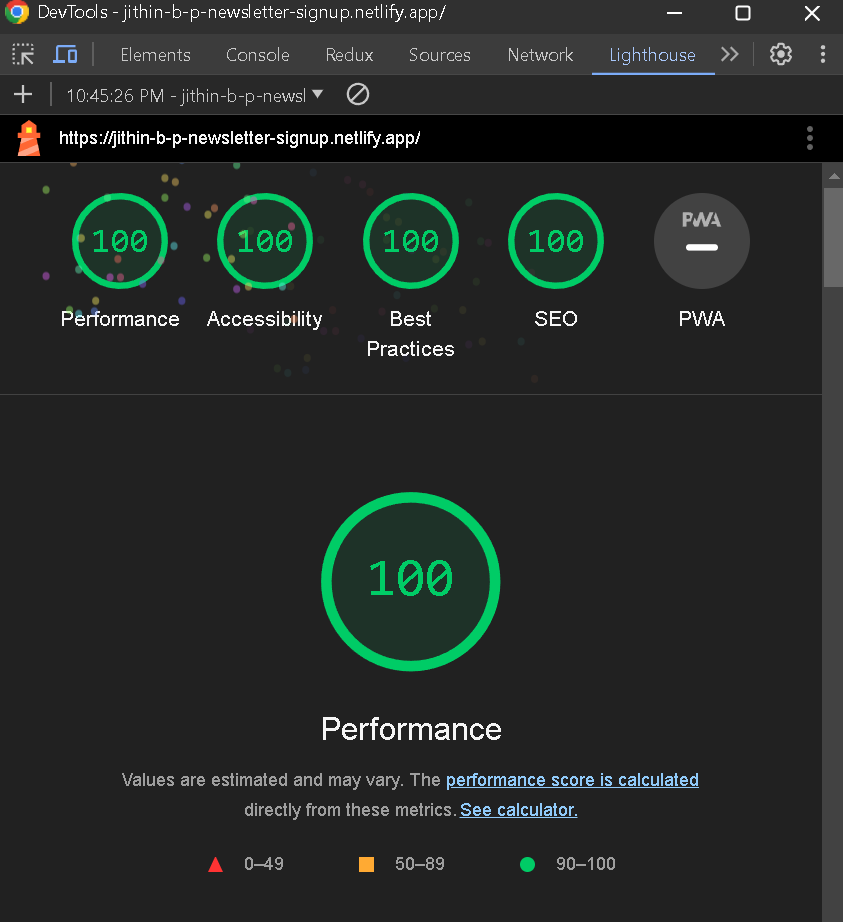 DevTools - jithin-b-p-newsletter-signup.netlify.app/
Elements Console Redux Sources Network Lighthouse
10:45:26 PM - jithin-b-p-newsl
https://jithin-b-p-newsletter-signup.netlify.app/
100 100 100 100 PWA
Performance Accessibility Best Practices SEO PWA
100
Performance
Values are estimated and may vary. The performance score is calculated
directly from these metrics. See calculator.
0–49 50–89 90–100